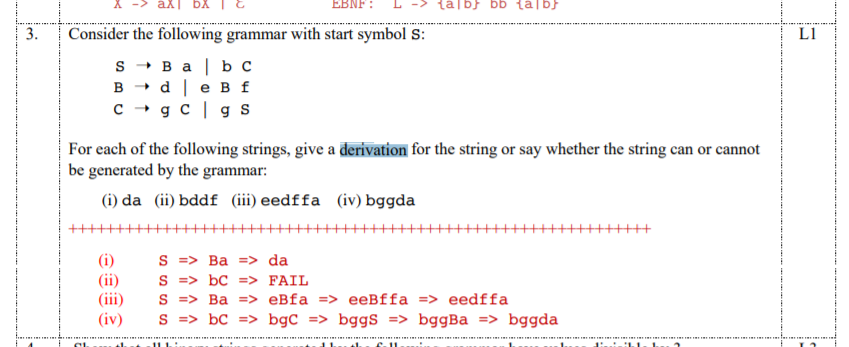 X -> aX| bX | ε EBNF: L -> {a|b} bb {a|b}
3. Consider the following grammar with start symbol S: L1
S → B a | b C
B → d | e B f
C → g C | g S
For each of the following strings, give a derivation for the string or say whether the string can or cannot
be generated by the grammar:
(i) da (ii) bddf (iii) eedffa (iv) bggda
++++++++++++++++++++++++++++++++++++++++++++++++++++++++++++++
(i) S => Ba => da
(ii) S => bC => FAIL
(iii) S => Ba => eBfa => eeBffa => eedffa
(iv) S => bC => bgC => bggS => bggBa => bggda